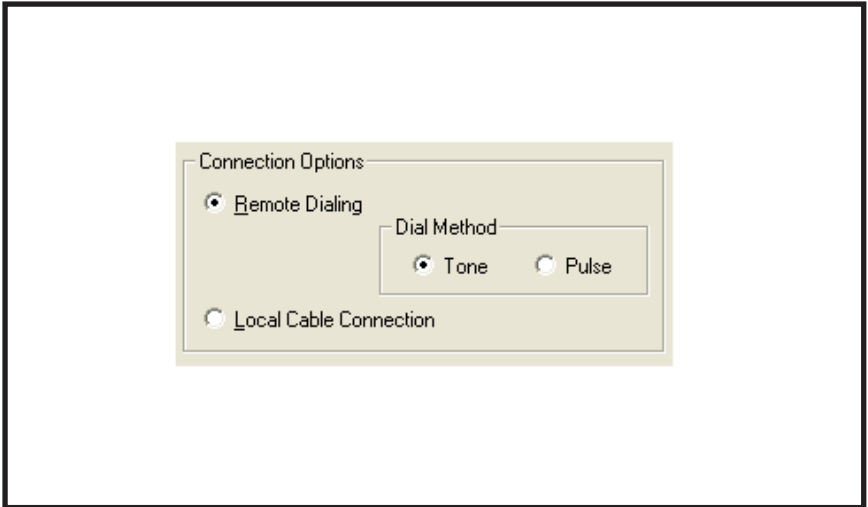 Connection Options
Remote Dialing
Dial Method
Tone Pulse
Local Cable Connection